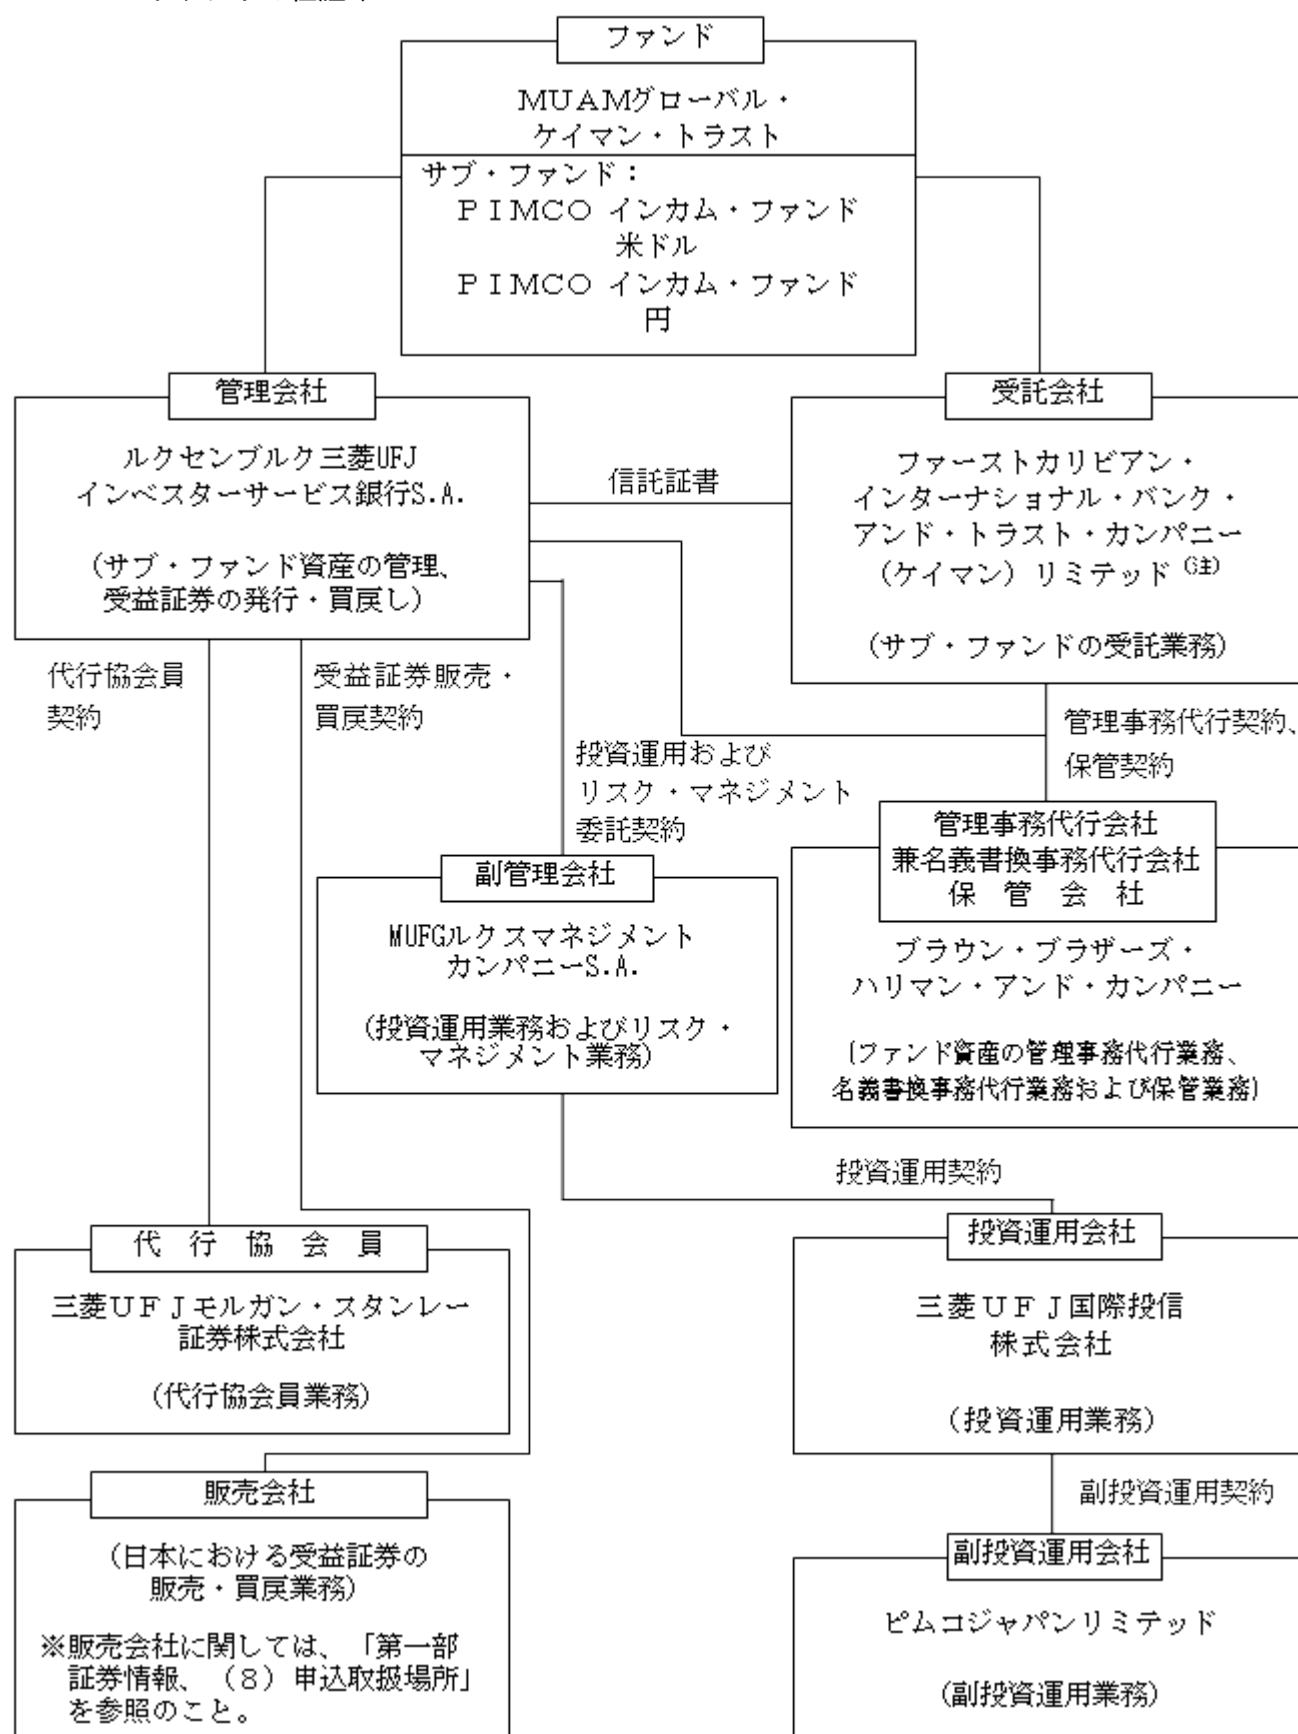 ファンド
MUAMグローバル・
ケイマン・トラスト
サブ・ファンド：
ＰＩMCO インカム・ファンド
米ドル
ＰＩMCO インカム・ファンド
円
管理会社
ルクセンブルク三菱UFJ
インベスターサービス銀行S.A.
（サブ・ファンド資産の管理、
受益証券の発行・買戻し）
信託証書
受託会社
ファーストカリビアン・
インターナショナル・バンク・
アンド・トラスト・カンパニー
（ケイマン）リミテッド（注）
（サブ・ファンドの受託業務）
代行協会員
契約
受益証券販売・
買戻契約
投資運用および
リスク・マネジメント
委託契約
管理事務代行契約、
保管契約
副管理会社
MUFGルクスマネジメント
カンパニーS.A.
（投資運用業務およびリスク・
マネジメント業務）
管理事務代行会社
兼名義書換事務代行会社
保　管　会　社
ブラウン・ブラザーズ・
ハリマン・アンド・カンパニー
（ファンド資産の管理事務代行業務、
名義書換事務代行業務および保管業務）
投資運用契約
代　行　協　会　員
三菱ＵＦＪモルガン・スタンレー
証券株式会社
（代行協会員業務）
投資運用会社
三菱ＵＦＪ国際投信
株式会社
（投資運用業務）
販売会社
（日本における受益証券の
販売・買戻業務）
※販売会社に関しては、「第一部
証券情報、（８）申込取扱場所」
を参照のこと。
副投資運用契約
副投資運用会社
ピムコジャパンリミテッド
（副投資運用業務）